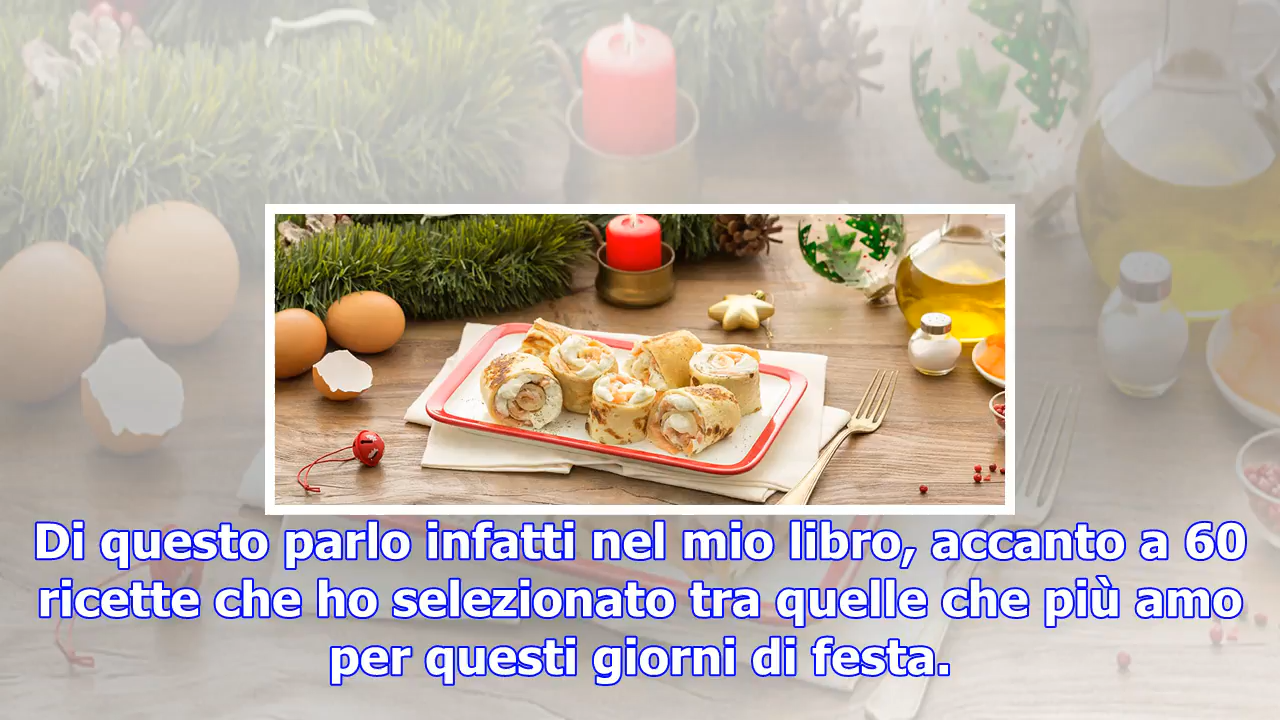 Di questo parlo infatti nel mio libro, accanto a 60
ricette che ho selezionato tra quelle che più amo
per questi giorni di festa.